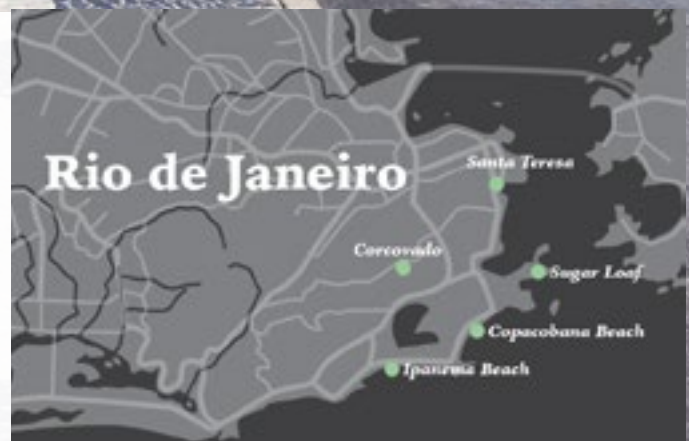 Santa Teresa
Rio de Janeiro
Corcovado
Sugar Loaf
Copacobana Beach
Ipanema Beach